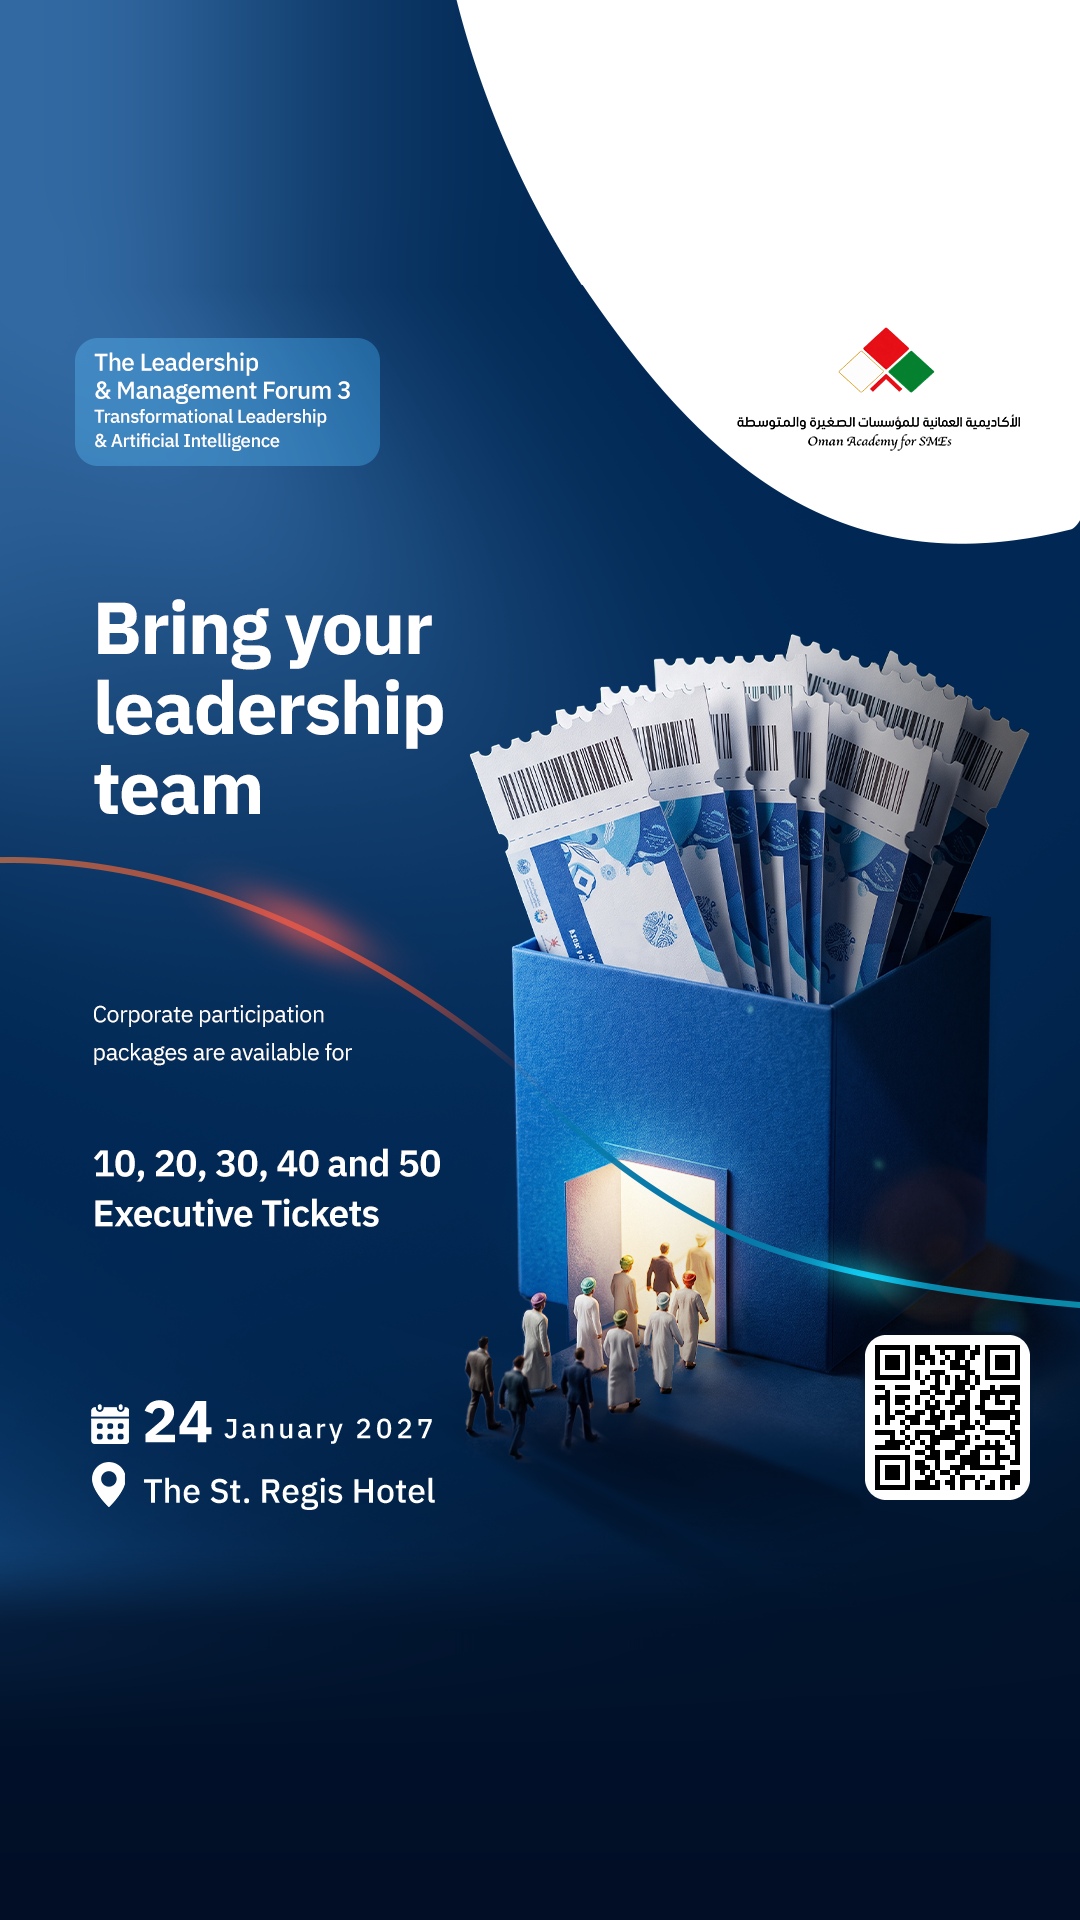 The Leadership
& Management Forum 3
Transformational Leadership
& Artificial Intelligence
الأكاديمية العمانية للمؤسسات الصغيرة والمتوسطة
Oman Academy for SMEs
Bring your
leadership
team
Corporate participation
packages are available for
10, 20, 30, 40 and 50
Executive Tickets
24 January 2027
The St. Regis Hotel